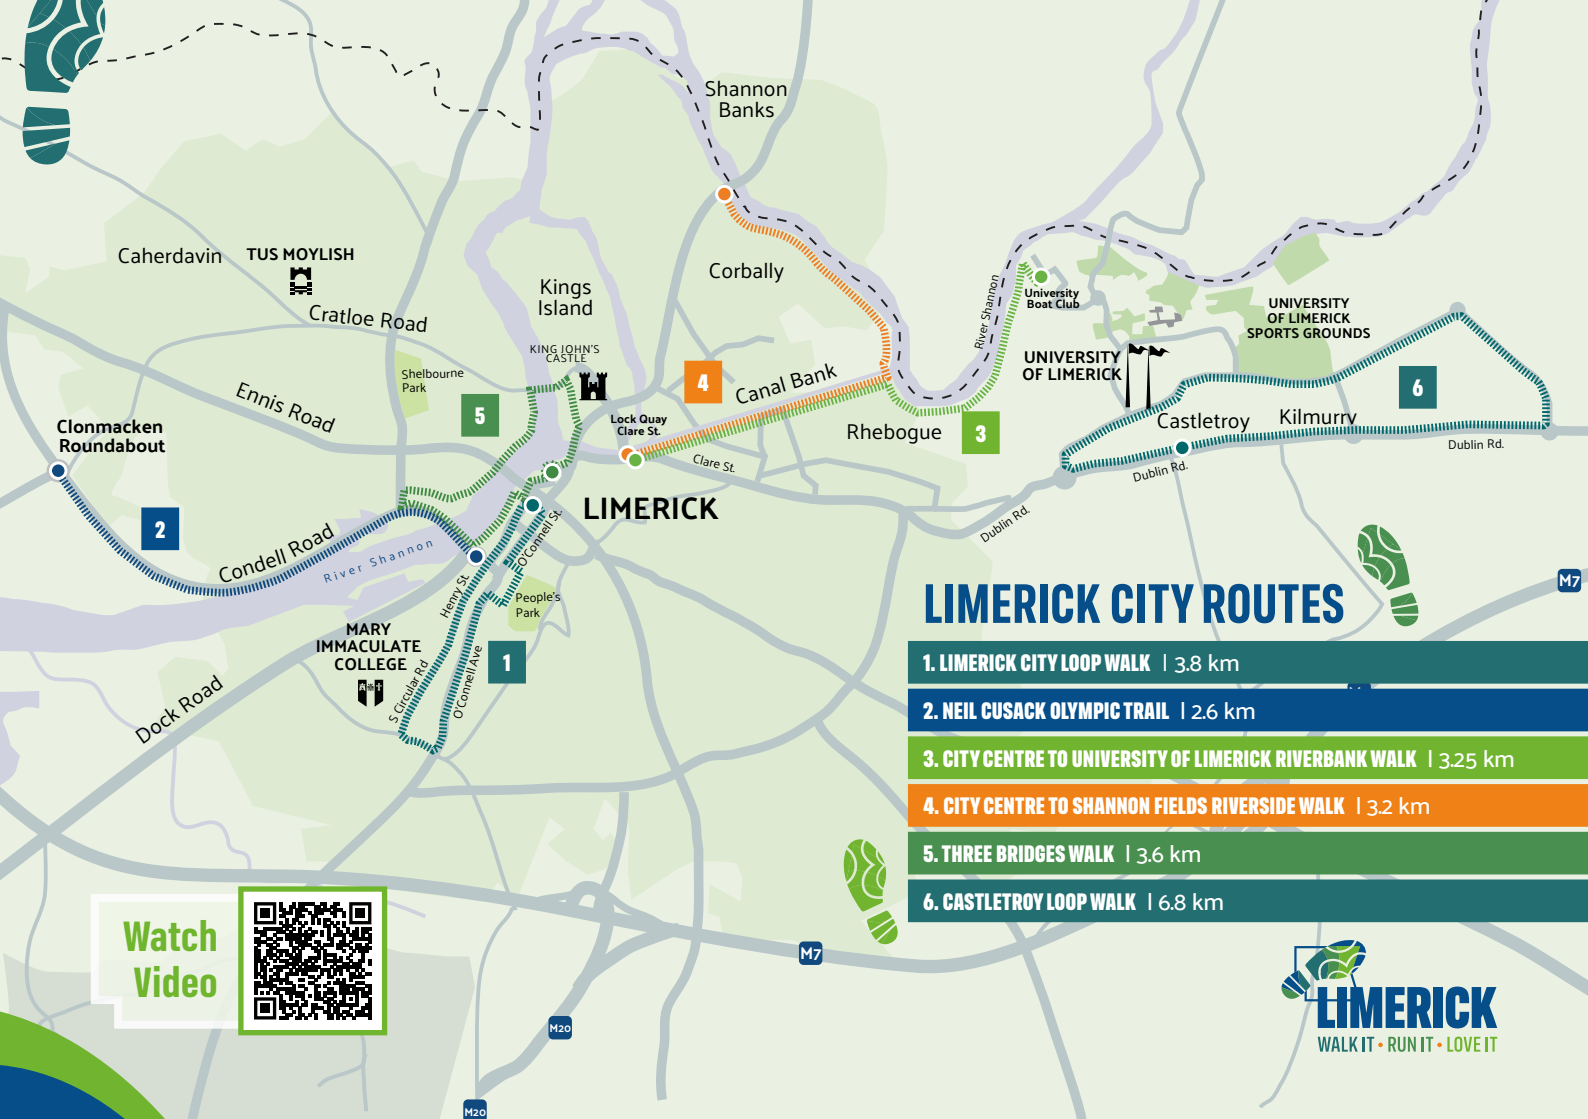 Shannon
Banks
Caherdavin
TUS MOYLISH
Corbally
Kings
Island
Cratloe Road
KING JOHN'S
CASTLE
River Shannon
University
Boat Club
UNIVERSITY
OF LIMERICK
SPORTS GROUNDS
UNIVERSITY
OF LIMERICK
Shelbourne
Park
Ennis Road
5
4
Canal Bank
6
Clonmacken
Roundabout
Lock Quay
Clare St.
Rhebogue
3
Castletroy
Kilmurry
Dublin Rd.
Clare St.
Dublin Rd.
2
LIMERICK
Condell Road
River Shannon
O'Connell St.
Dublin Rd.
Henry St
People's
Park
MARY
IMMACULATE
COLLEGE
1
S Circular Rd
O'Connell Ave
Dock Road
M7
LIMERICK CITY ROUTES
1. LIMERICK CITY LOOP WALK | 3.8 km
2. NEIL CUSACK OLYMPIC TRAIL | 2.6 km
3. CITY CENTRE TO UNIVERSITY OF LIMERICK RIVERBANK WALK | 3.25 km
4. CITY CENTRE TO SHANNON FIELDS RIVERSIDE WALK | 3.2 km
5. THREE BRIDGES WALK | 3.6 km
6. CASTLETROY LOOP WALK | 6.8 km
Watch
Video
M7
M20
M20
LIMERICK
WALK IT • RUN IT • LOVE IT